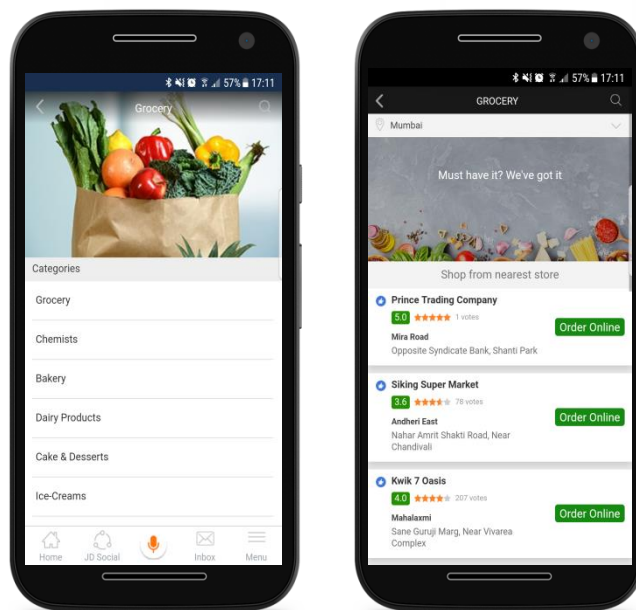 57% 17:11
Grocery
Categories
Grocery
Chemists
Bakery
Dairy Products
Cake & Desserts
Ice-Creams
Home
JD Social
Inbox
Menu
57% 17:11
GROCERY
Mumbai
Must have it? We've got it
Shop from nearest store
Prince Trading Company
5.0 1 votes
Order Online
Mira Road
Opposite Syndicate Bank, Shanti Park
Siking Super Market
3.6 78 votes
Order Online
Andheri East
Nahar Amrit Shakti Road, Near
Chandivali
Kwik 7 Oasis
4.0 207 votes
Order Online
Mahalaxmi
Sane Guruji Marg, Near Vivarea
Complex